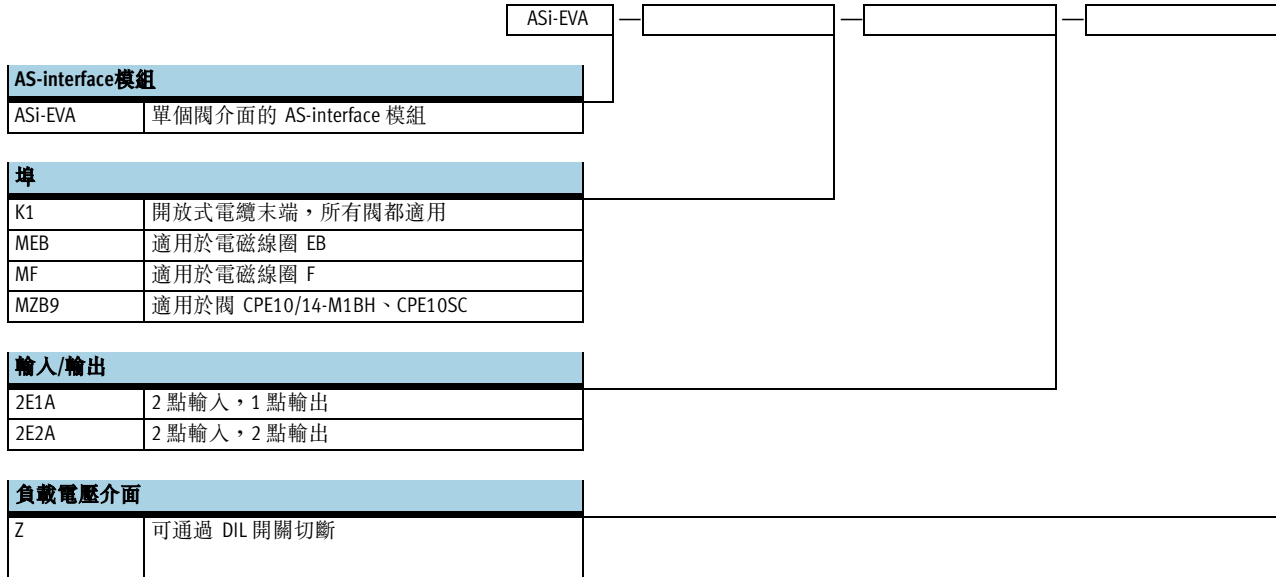 ASi-EVA — — —
AS-interface模組
ASi-EVA 單個閥介面的 AS-interface 模組
埠
K1 開放式電纜末端，所有閥都適用
MEB 適用於電磁線圈 EB
MF 適用於電磁線圈 F
MZB9 適用於閥 CPE10/14-M1BH、CPE10SC
輸入/輸出
2E1A 2 點輸入，1 點輸出
2E2A 2 點輸入，2 點輸出
負載電壓介面
Z 可通過 DIL 開關切斷